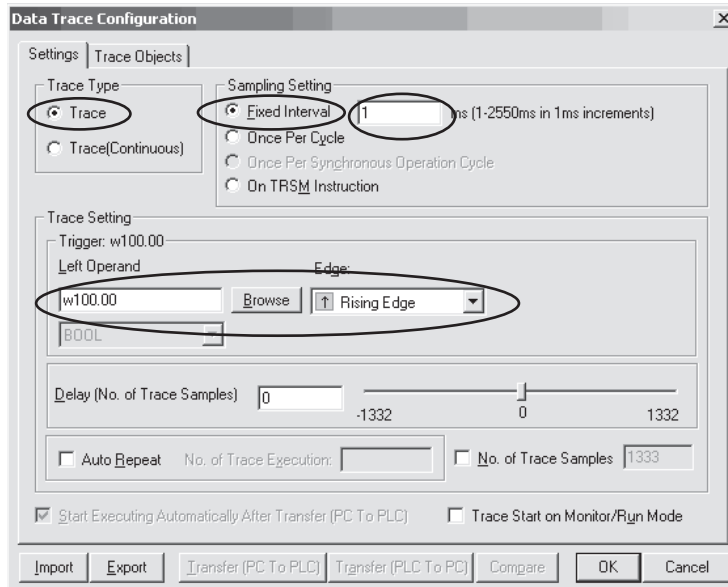 Data Trace Configuration
Settings Trace Objects
Trace Type
Trace
Trace(Continuous)
Sampling Setting
Fixed Interval 1 ms (1-2550ms in 1ms increments)
Once Per Cycle
Once Per Synchronous Operation Cycle
On TRSM Instruction
Trace Setting
Trigger: w100.00
Left Operand Edge:
w100.00 Browse Rising Edge
BOOL
Delay (No. of Trace Samples) 0
-1332 0 1332
Auto Repeat No. of Trace Execution: No. of Trace Samples 1333
Start Executing Automatically After Transfer (PC To PLC) Trace Start on Monitor/Run Mode
Import Export Transfer (PC To PLC) Transfer (PLC To PC) Compare OK Cancel